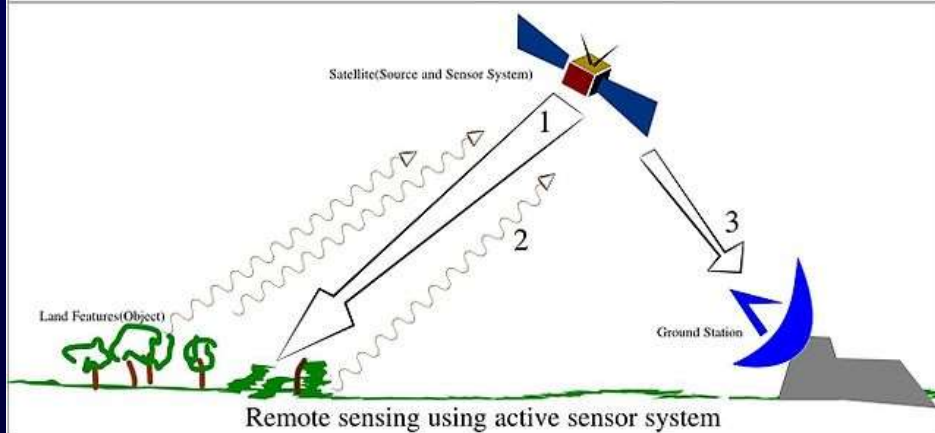 Satellite(Source and Sensor System)
1
2
3
Land Features(Object)
Ground Station
Remote sensing using active sensor system